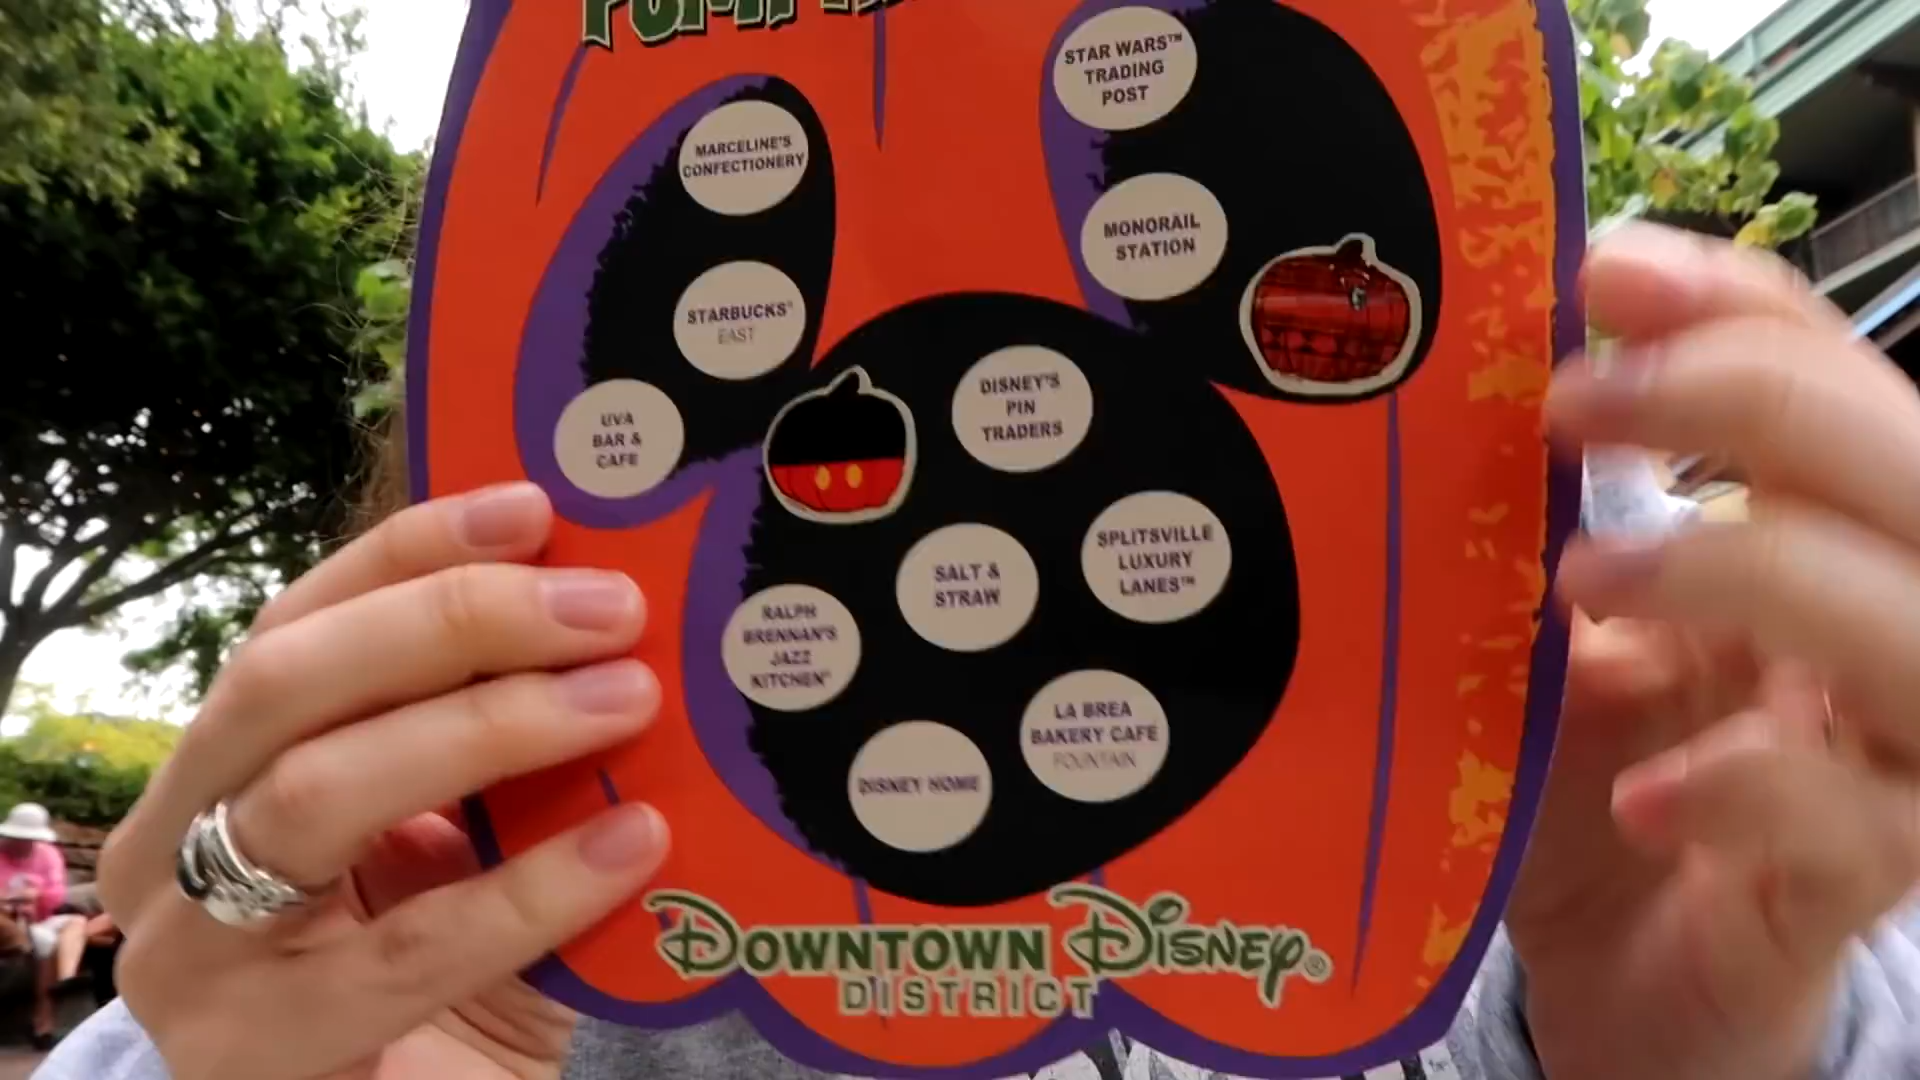 STAR WARS™
TRADING
POST
MARCELINE'S
CONFECTIONERY
MONORAIL
STATION
STARBUCKS®
EAST
DISNEY'S
PIN
TRADERS
UVA
BAR &
CAFE
SPLITSVILLE
LUXURY
LANES™
SALT &
STRAW
RALPH
BRENNAN'S
JAZZ
KITCHEN®
LA BREA
BAKERY CAFE
FOUNTAIN
DISNEY HOME
DOWNTOWN DISNEY®
DISTRICT